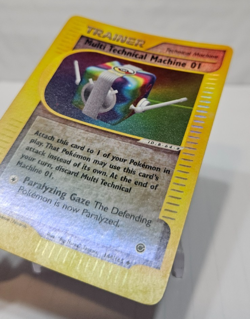 TRAINER
Technical Machine
Multi Technical Machine 01
Attach this card to 1 of your Pokémon in
play. That Pokémon may use this card's
attack instead of its own. At the end of
your turn, discard Multi Technical
Machine 01.
Paralyzing Gaze The Defending
Pokémon is now Paralyzed.